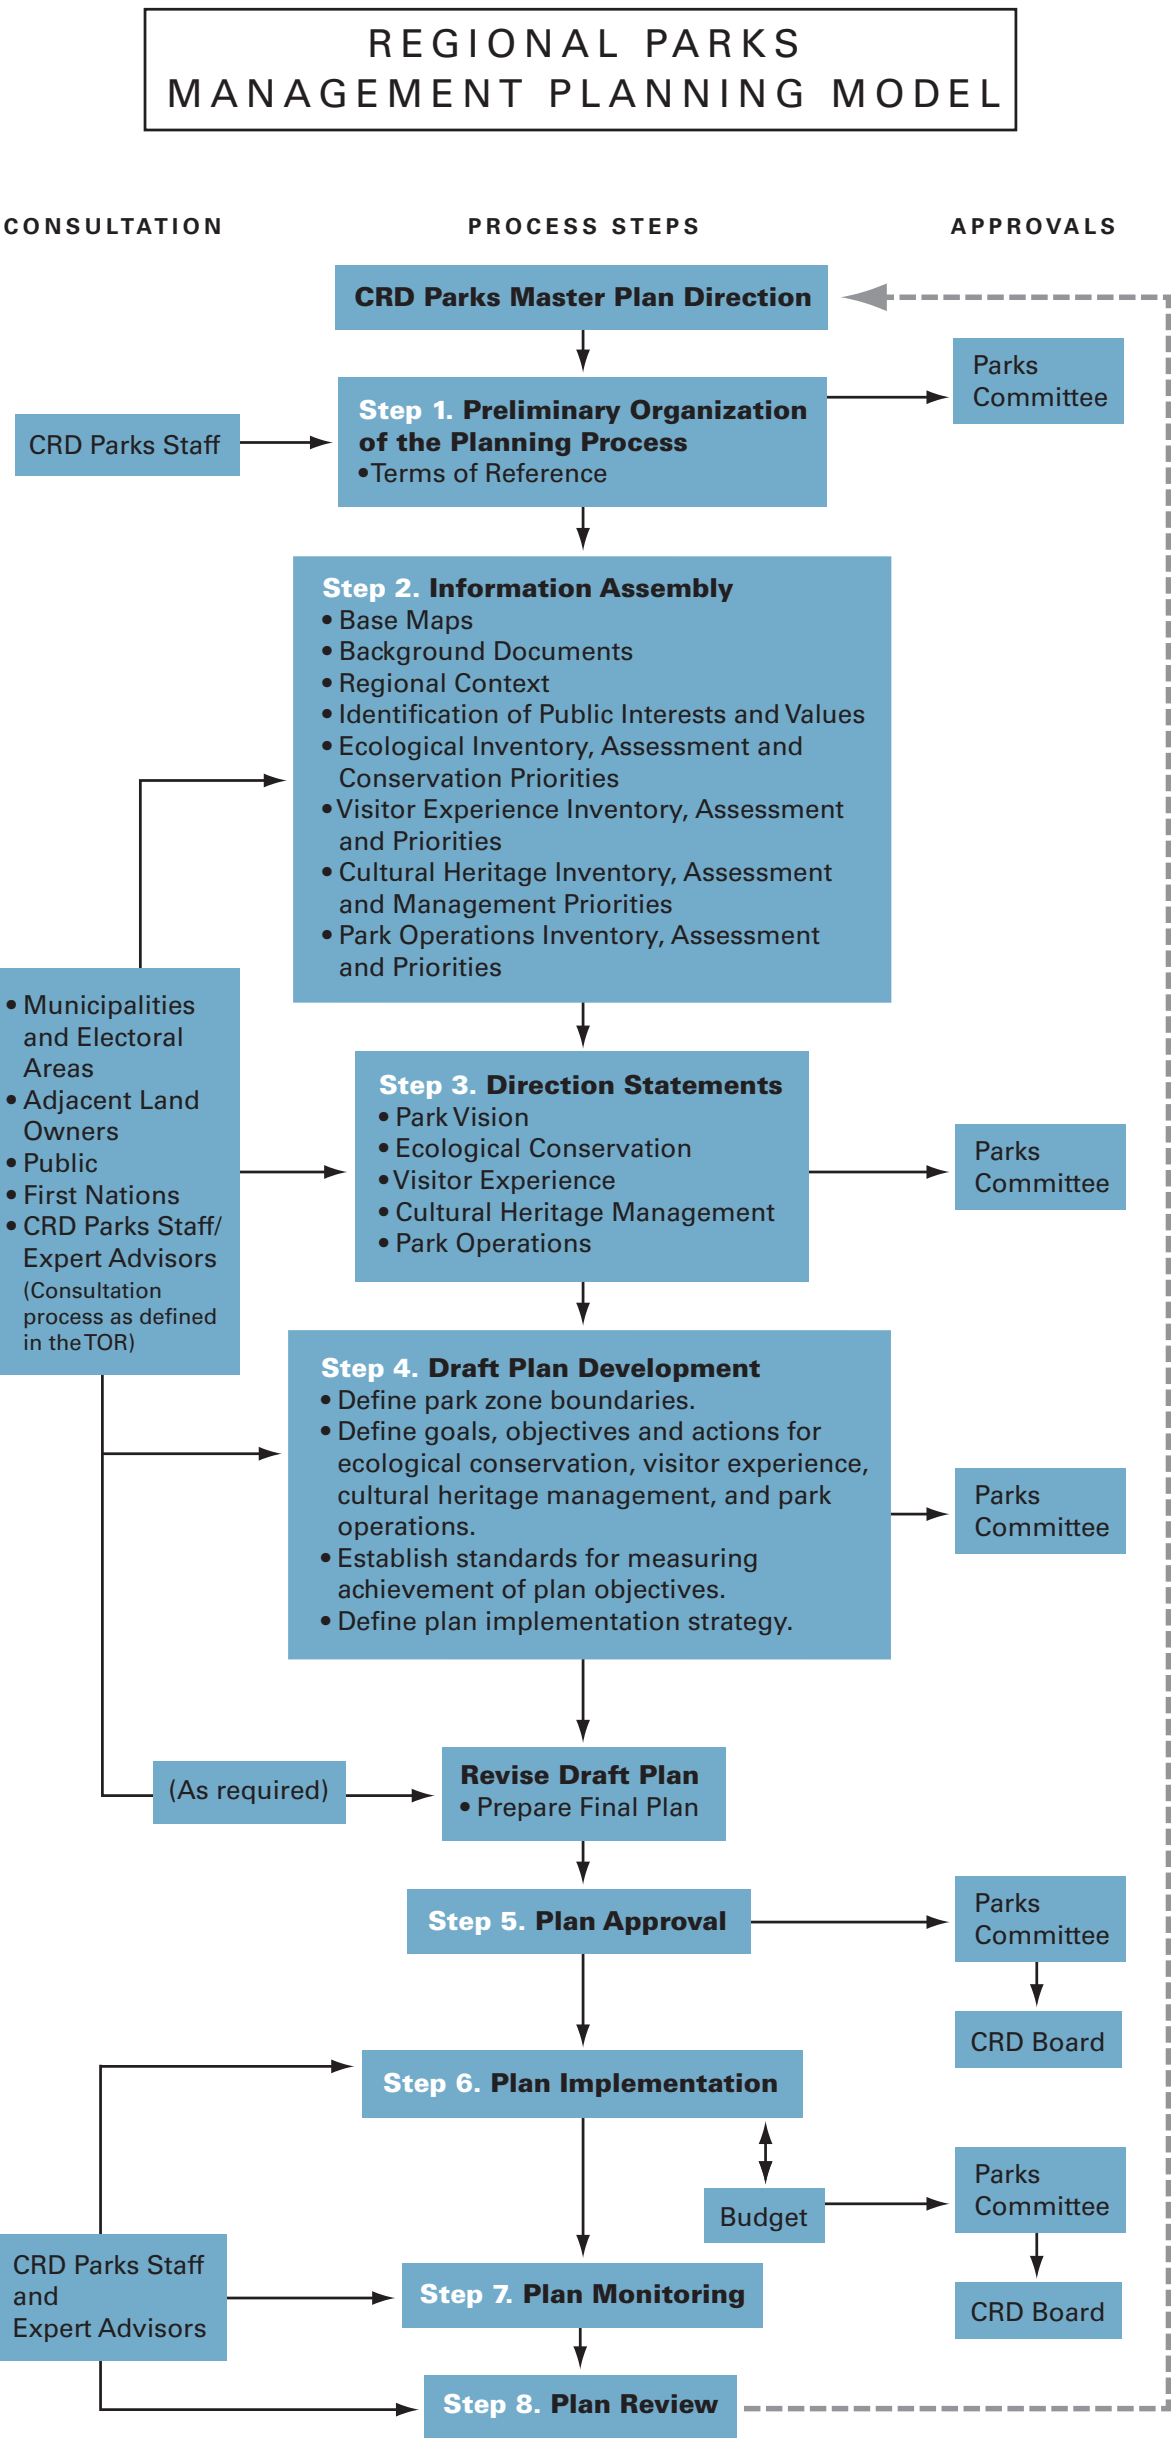 REGIONAL PARKS
MANAGEMENT PLANNING MODEL
CONSULTATION
PROCESS STEPS
APPROVALS
CRD Parks Master Plan Direction
Parks
Committee
Step 1. Preliminary Organization
of the Planning Process
•Terms of Reference
CRD Parks Staff
Step 2. Information Assembly
• Base Maps
• Background Documents
• Regional Context
• Identification of Public Interests and Values
• Ecological Inventory, Assessment and
Conservation Priorities
• Visitor Experience Inventory, Assessment
and Priorities
• Cultural Heritage Inventory, Assessment
and Management Priorities
• Park Operations Inventory, Assessment
and Priorities
• Municipalities
and Electoral
Areas
• Adjacent Land
Owners
• Public
• First Nations
• CRD Parks Staff/
Expert Advisors
(Consultation
process as defined
in the TOR)
Step 3. Direction Statements
• Park Vision
• Ecological Conservation
• Visitor Experience
• Cultural Heritage Management
• Park Operations
Parks
Committee
Step 4. Draft Plan Development
• Define park zone boundaries.
• Define goals, objectives and actions for
ecological conservation, visitor experience,
cultural heritage management, and park
operations.
• Establish standards for measuring
achievement of plan objectives.
• Define plan implementation strategy.
Parks
Committee
(As required)
Revise Draft Plan
• Prepare Final Plan
Step 5. Plan Approval
Parks
Committee
CRD Board
Step 6. Plan Implementation
Budget
Parks
Committee
CRD Board
CRD Parks Staff
and
Expert Advisors
Step 7. Plan Monitoring
Step 8. Plan Review